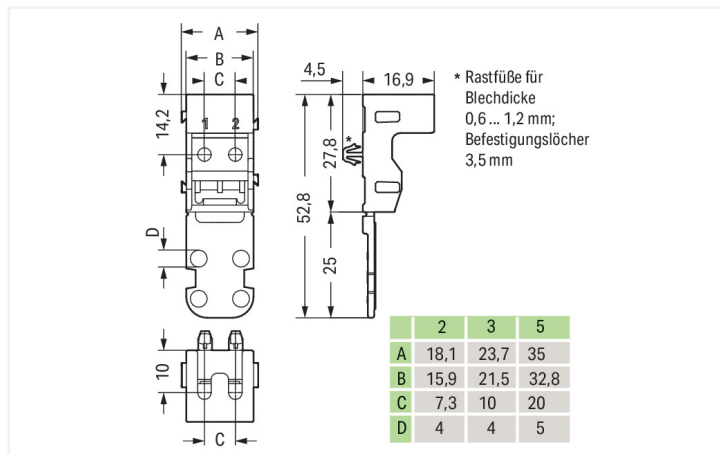 A
B
C
4,5
16,9
* Rastfüße für
Blechdicke
0,6 ... 1,2 mm;
Befestigungslöcher
3,5 mm
14,2
1 2
*
27,8
52,8
D
25
10
C
2 3 5
A 18,1 23,7 35
B 15,9 21,5 32,8
C 7,3 10 20
D 4 4 5